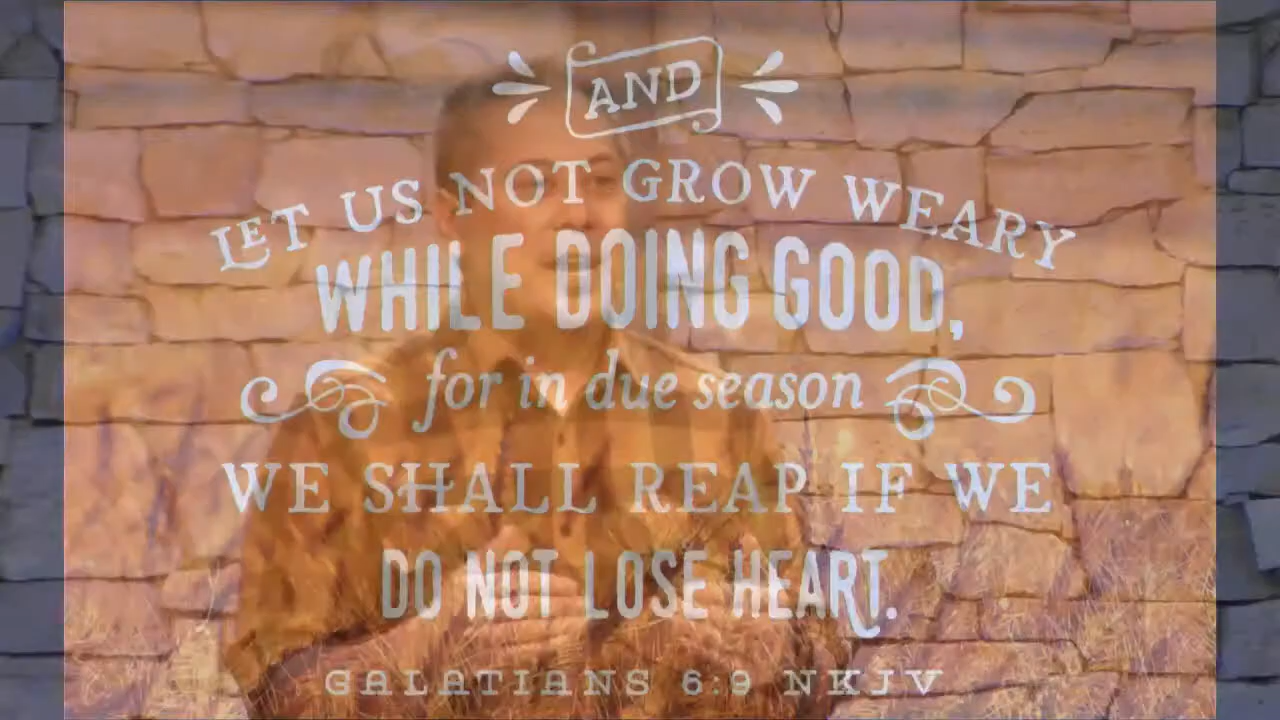 AND
LET US NOT GROW WEARY
WHILE DOING GOOD,
for in due season
WE SHALL REAP IF WE
DO NOT LOSE HEART.
GALATIANS 6:9 NKJV